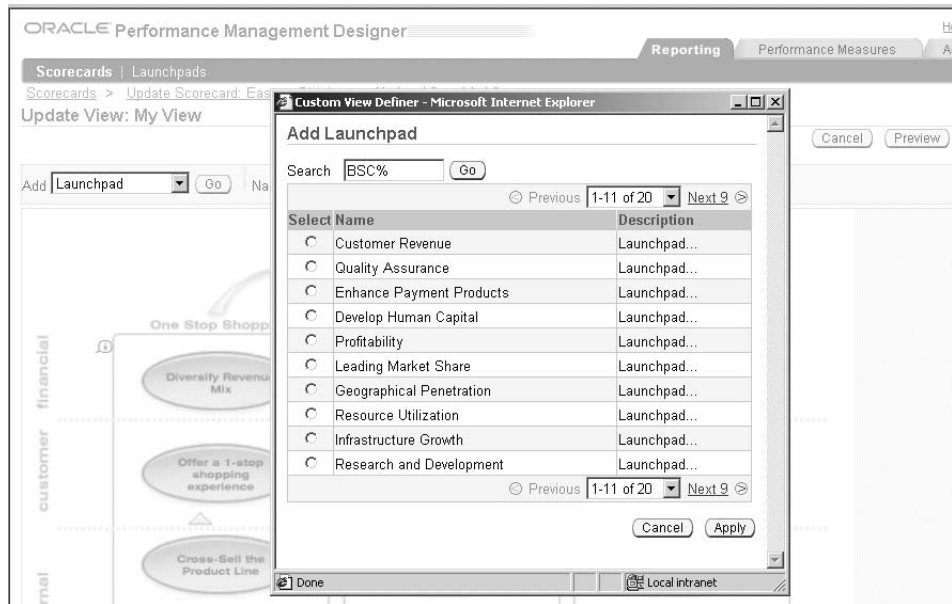 ORACLE Performance Management Designer
Reporting
Performance Measures
Scorecards | Launchpads
Scorecards > Update Scorecard:
Update View: My View
Cancel
Preview
Add Launchpad Go
Custom View Definer - Microsoft Internet Explorer
Add Launchpad
Search BSC% Go
Previous 1-11 of 20 Next 9
Select Name Description
Customer Revenue Launchpad...
Quality Assurance Launchpad...
Enhance Payment Products Launchpad...
Develop Human Capital Launchpad...
Profitability Launchpad...
Leading Market Share Launchpad...
Geographical Penetration Launchpad...
Resource Utilization Launchpad...
Infrastructure Growth Launchpad...
Research and Development Launchpad...
Previous 1-11 of 20 Next 9
Cancel Apply
Done
Local intranet
One Stop Shopp
financial
Diversify Revenu
Mix
customer
Offer a 1-stop
shopping
experience
Cross-Sell the
Product Line